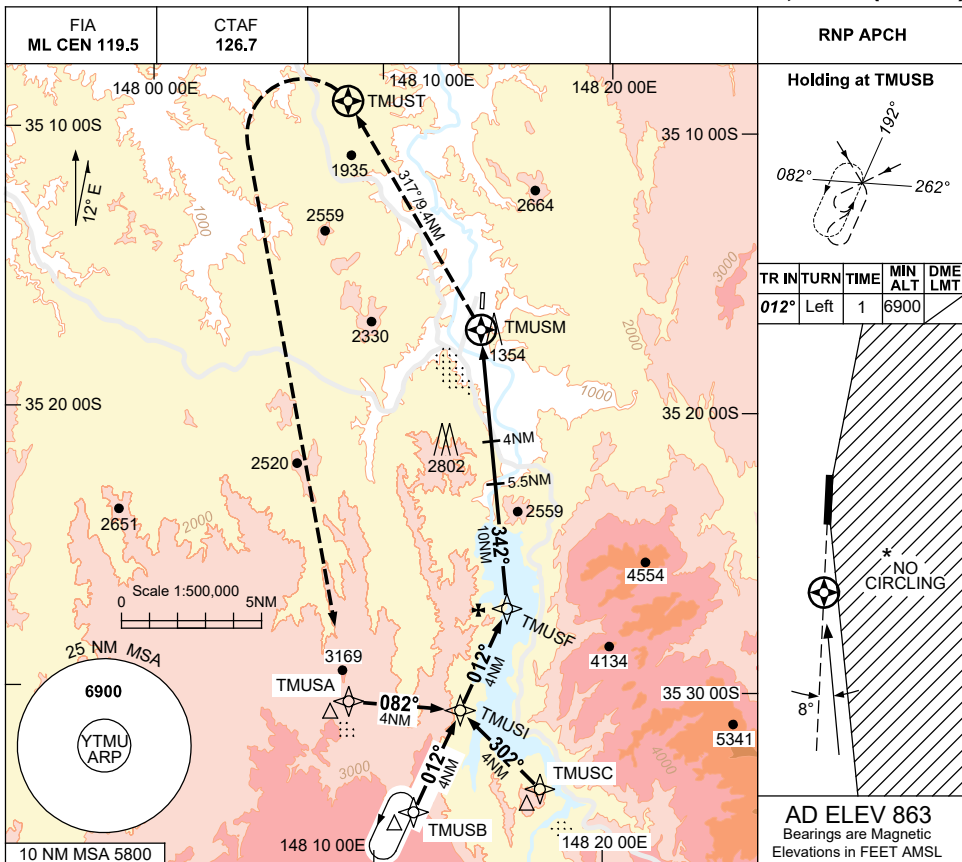 FIA
ML CEN 119.5
CTAF
126.7
RNP APCH
148 00 00E
148 10 00E
148 20 00E
TMUST
35 10 00S
35 10 00S
12° E
1935
317°/9.4NM
2664
2559
1000
3000
2330
TMUSM
1354
2000
1000
35 20 00S
35 20 00S
4NM
2802
5.5NM
2520
2559
2651
2000
342°
10NM
4554
Scale 1:500,000
0
5NM
TMUSF
4134
25 NM MSA
6900
YTMU
ARP
3169
TMUSA
082°
4NM
012°
4NM
TMUSI
35 30 00S
5341
302°
4NM
TMUSC
4000
3000
012°
4NM
TMUSB
148 10 00E
148 20 00E
10 NM MSA 5800
Holding at TMUSB
192°
082°
262°
TR IN TURN TIME MIN ALT DME LMT
012° Left 1 6900
* NO
CIRCLING
8°
AD ELEV 863
Bearings are Magnetic
Elevations in FEET AMSL